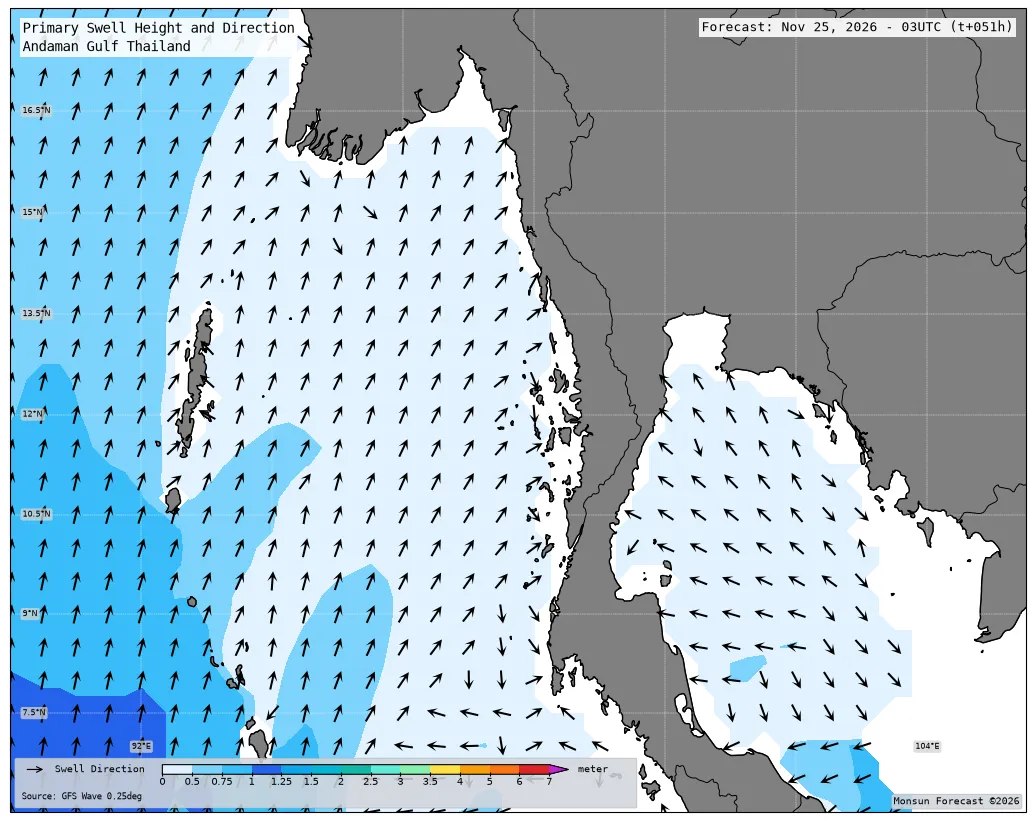 Primary Swell Height and Direction
Andaman Gulf Thailand
Forecast: Nov 25, 2026 - 03UTC (t+051h)
16.5°N
15°N
13.5°N
12°N
10.5°N
9°N
7.5°N
92°E
104°E
Swell Direction
0 0.5 0.75 1 1.25 1.5 2 2.5 3 3.5 4 5 6 7
meter
Source: GFS Wave 0.25deg
Monsun Forecast ©2026